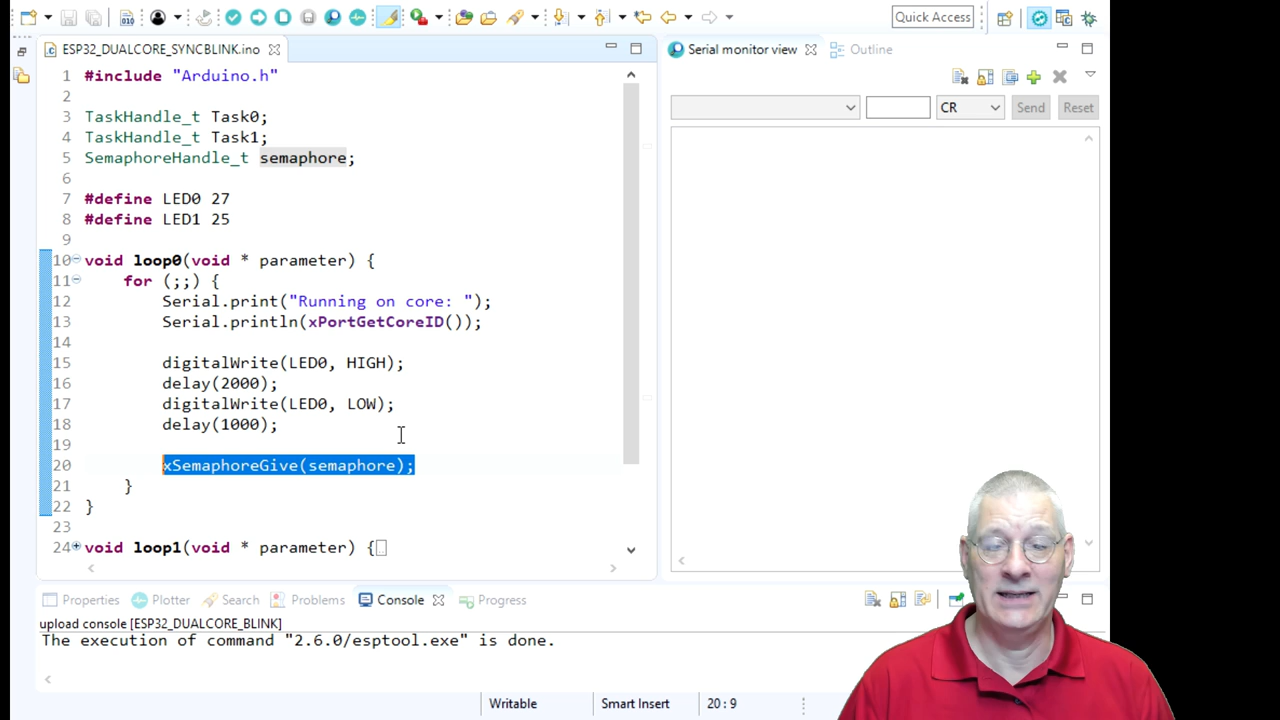 Quick Access
ESP32_DUALCORE_SYNCBLINK.ino
1 #include "Arduino.h"
2
3 TaskHandle_t Task0;
4 TaskHandle_t Task1;
5 SemaphoreHandle_t semaphore;
6
7 #define LED0 27
8 #define LED1 25
9
10 void loop0(void * parameter) {
11 for (;;) {
12 Serial.print("Running on core: ");
13 Serial.println(xPortGetCoreID());
14
15 digitalWrite(LED0, HIGH);
16 delay(2000);
17 digitalWrite(LED0, LOW);
18 delay(1000);
19
20 xSemaphoreGive(semaphore);
21 }
22 }
23
24 void loop1(void * parameter) {
Serial monitor view Outline
CR Send Reset
Properties Plotter Search Problems Console Progress
upload console [ESP32_DUALCORE_BLINK]
The execution of command "2.6.0/esptool.exe" is done.
Writable Smart Insert 20 : 9